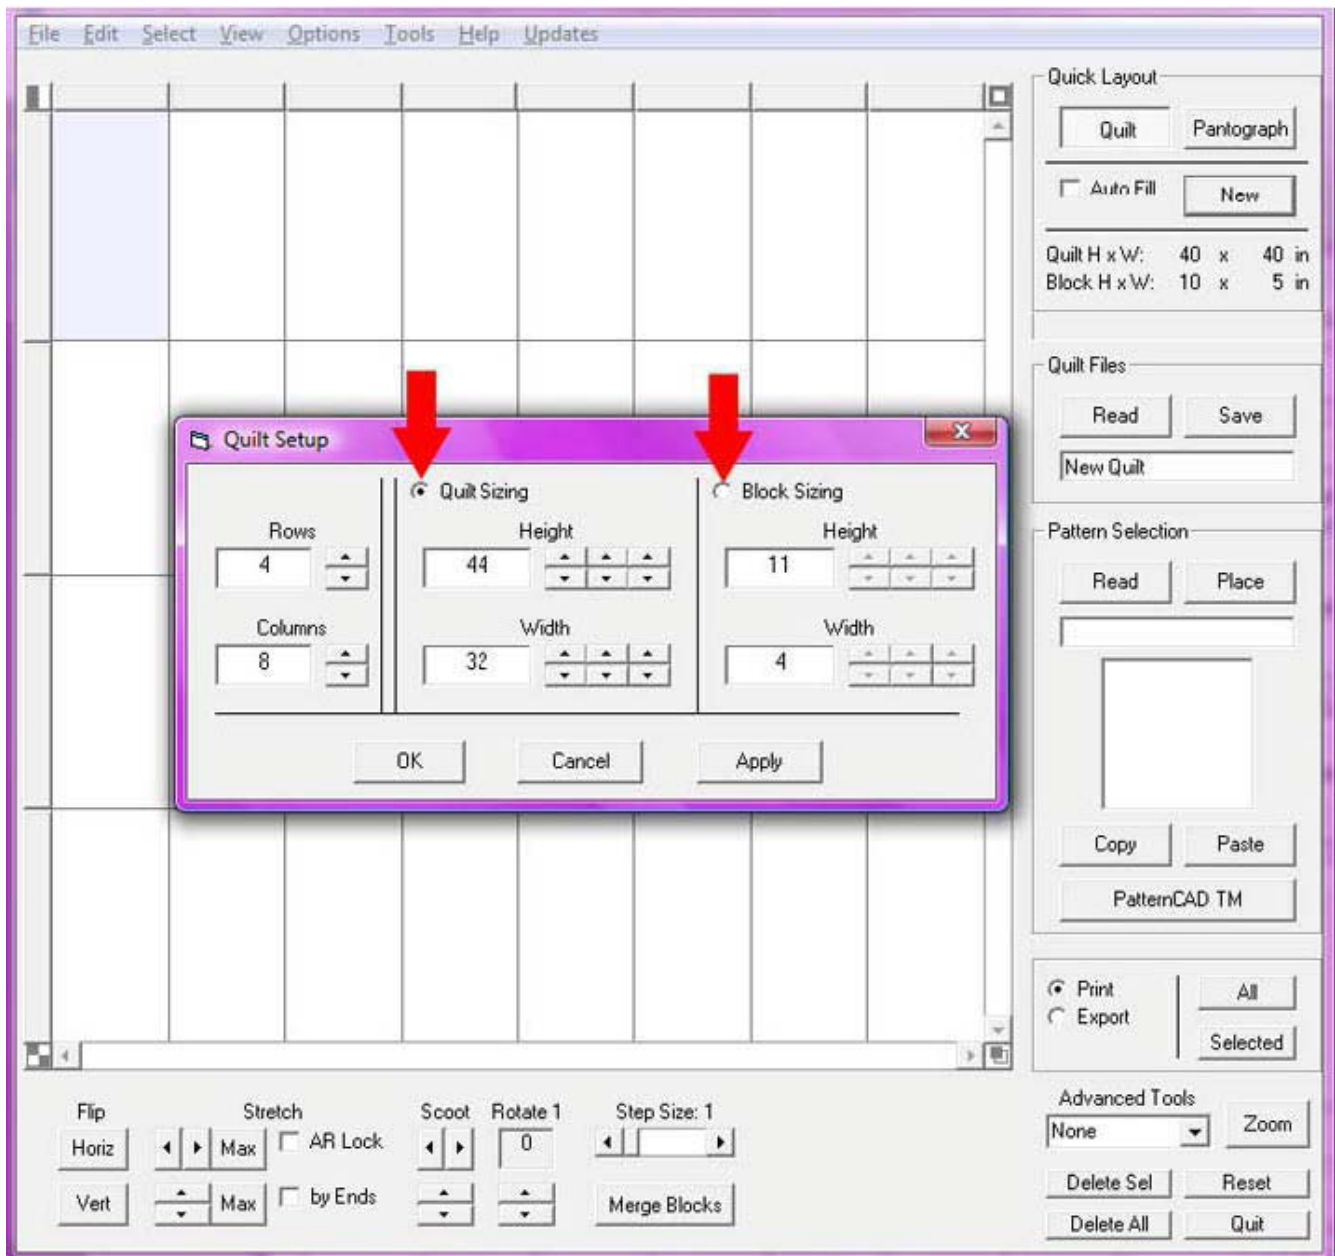 File Edit Select View Options Tools Help Updates
Quick Layout
Quilt Pantograph
Auto Fill New
Quilt H x W: 40 x 40 in
Block H x W: 10 x 5 in
Quilt Files
Read Save
New Quilt
Quilt Setup
Quilt Sizing Block Sizing
Rows Height Height
4 44 11
Columns Width Width
8 32 4
OK Cancel Apply
Pattern Selection
Read Place
Copy Paste
PatternCAD TM
Print All
Export
Selected
Flip Stretch Scoot Rotate 1 Step Size: 1
Horiz Max AR Lock 0
Vert Max by Ends Merge Blocks
Advanced Tools
None Zoom
Delete Sel Reset
Delete All Quit